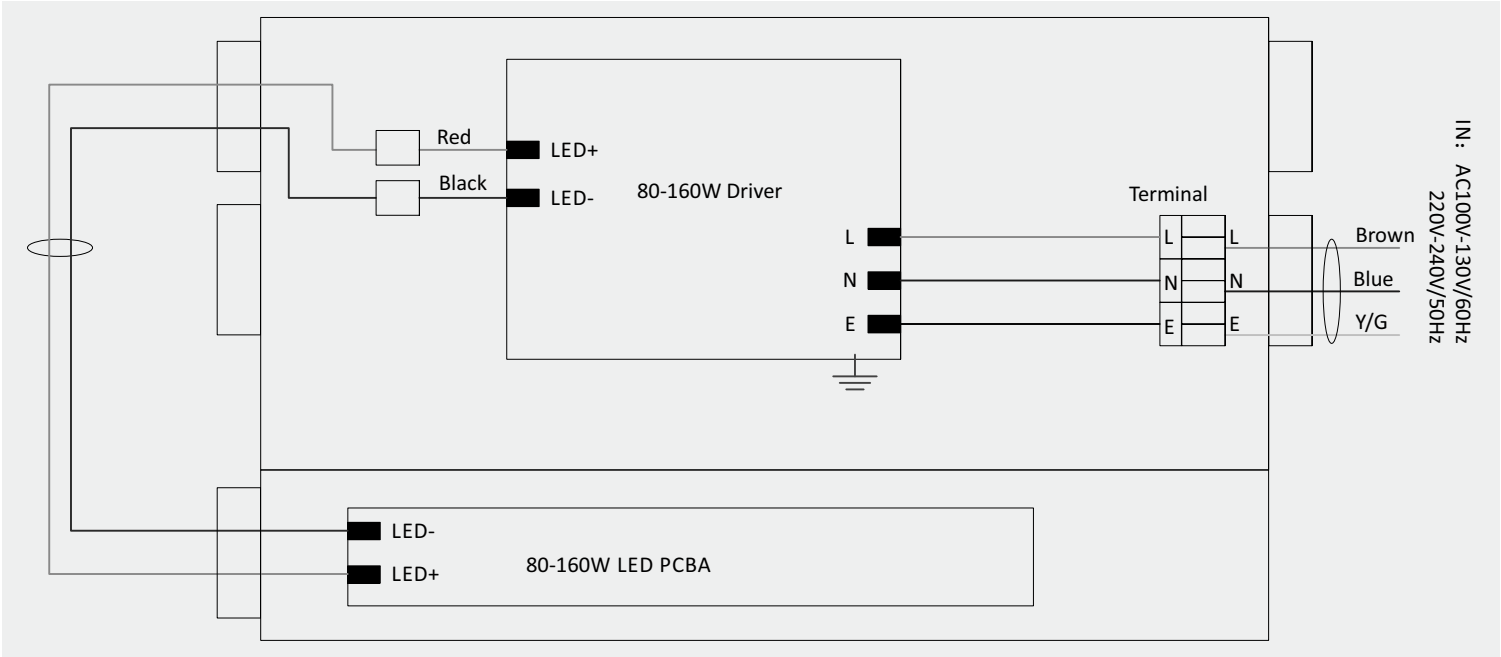 Red
LED+
Black
LED-
80-160W Driver
Terminal
L
L
L
Brown
N
N
N
Blue
E
E
E
Y/G
IN: AC100V-130V/60Hz
220V-240V/50Hz
LED-
LED+
80-160W LED PCBA